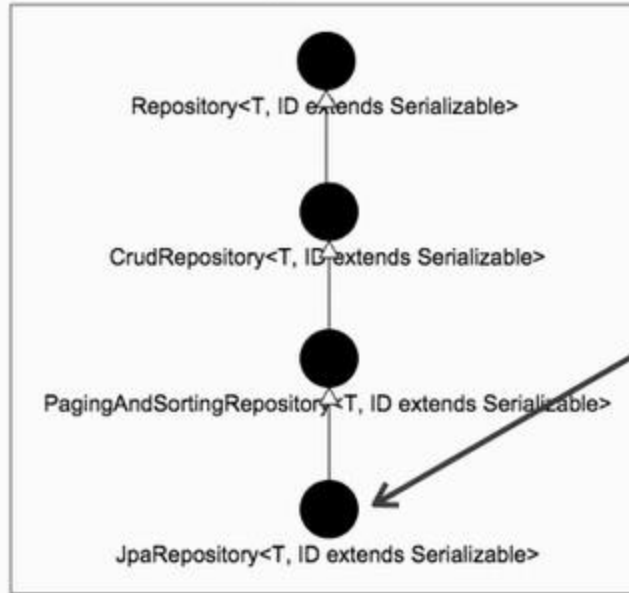 Repository<T, ID extends Serializable>
CrudRepository<T, ID extends Serializable>
PagingAndSortingRepository<T, ID extends Serializable>
JpaRepository<T, ID extends Serializable>